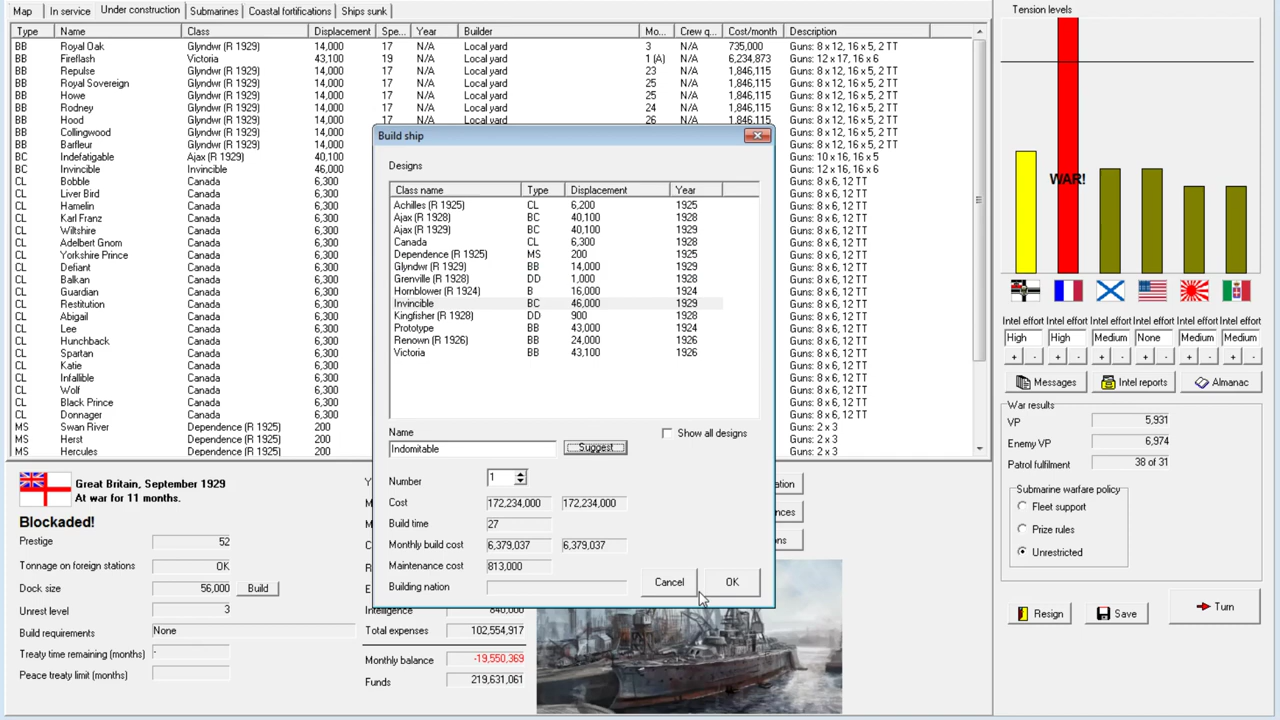 Map In service Under construction Submarines Coastal fortifications Ships sunk
Type Name Class Displacement Spe... Year Builder Mo... Crew q... Cost/month Description
BB Royal Oak Glyndwr (R 1929) 14,000 17 N/A Local yard 3 N/A 735,000 Guns: 8 x 12, 16 x 5, 2 TT
BB Fireflash Victoria 43,100 19 N/A Local yard 1 (A) N/A 6,234,873 Guns: 12 x 17, 16 x 6
BB Repulse Glyndwr (R 1929) 14,000 17 N/A Local yard 23 N/A 1,846,115 Guns: 8 x 12, 16 x 5, 2 TT
BB Royal Sovereign Glyndwr (R 1929) 14,000 17 N/A Local yard 25 N/A 1,846,115 Guns: 8 x 12, 16 x 5, 2 TT
BB Howe Glyndwr (R 1929) 14,000 17 N/A Local yard 25 N/A 1,846,115 Guns: 8 x 12, 16 x 5, 2 TT
BB Rodney Glyndwr (R 1929) 14,000 17 N/A Local yard 24 N/A 1,846,115 Guns: 8 x 12, 16 x 5, 2 TT
BB Hood Glyndwr (R 1929) 14,000 17 N/A Local yard 26 N/A 1,846,115 Guns: 8 x 12, 16 x 5, 2 TT
BB Collingwood Glyndwr (R 1929) 14,000 Guns: 8 x 12, 16 x 5, 2 TT
BB Barfleur Glyndwr (R 1929) 14,000 Guns: 8 x 12, 16 x 5, 2 TT
BC Indefatigable Ajax (R 1929) 40,100 Guns: 10 x 16, 16 x 5
BC Invincible Invincible 46,000 Guns: 12 x 16, 16 x 5
CL Bobble Canada 6,300 Guns: 8 x 6, 12 TT
CL Liver Bird Canada 6,300 Guns: 8 x 6, 12 TT
CL Hamelin Canada 6,300 Guns: 8 x 6, 12 TT
CL Karl Franz Canada 6,300 Guns: 8 x 6, 12 TT
CL Wiltshire Canada 6,300 Guns: 8 x 6, 12 TT
CL Adelbert Gnom Canada 6,300 Guns: 8 x 6, 12 TT
CL Yorkshire Prince Canada 6,300 Guns: 8 x 6, 12 TT
CL Defiant Canada 6,300 Guns: 8 x 6, 12 TT
CL Balkan Canada 6,300 Guns: 8 x 6, 12 TT
CL Guardian Canada 6,300 Guns: 8 x 6, 12 TT
CL Restitution Canada 6,300 Guns: 8 x 6, 12 TT
CL Abigail Canada 6,300 Guns: 8 x 6, 12 TT
CL Lee Canada 6,300 Guns: 8 x 6, 12 TT
CL Hunchback Canada 6,300 Guns: 8 x 6, 12 TT
CL Spartan Canada 6,300 Guns: 8 x 6, 12 TT
CL Katie Canada 6,300 Guns: 8 x 6, 12 TT
CL Infallible Canada 6,300 Guns: 8 x 6, 12 TT
CL Wolf Canada 6,300 Guns: 8 x 6, 12 TT
CL Black Prince Canada 6,300 Guns: 8 x 6, 12 TT
CL Donnager Canada 6,300 Guns: 8 x 6, 12 TT
MS Swan River Dependence (R 1925) 200 Guns: 2 x 3
MS Herst Dependence (R 1925) 200 Guns: 2 x 3
MS Hercules Dependence (R 1925) 200 Guns: 2 x 3
Build ship
Designs
Class name Type Displacement Year
Achilles (R 1925) CL 6,200 1925
Ajax (R 1928) BC 40,100 1928
Ajax (R 1929) BC 40,100 1929
Canada CL 6,300 1928
Dependence (R 1925) MS 200 1925
Glyndwr (R 1929) BB 14,000 1929
Grenville (R 1928) DD 1,000 1928
Hornblower (R 1924) B 16,000 1924
Invincible BC 46,000 1929
Kingfisher (R 1928) DD 900 1928
Prototype BB 43,000 1924
Renown (R 1926) BB 24,000 1926
Victoria BB 43,100 1926
Name Show all designs
Indomitable Suggest
Number 1
Cost 172,234,000 172,234,000
Build time 27
Monthly build cost 6,379,037 6,379,037
Maintenance cost 813,000
Building nation
Cancel OK
Great Britain, September 1929
At war for 11 months.
Blockaded!
Prestige 52
Tonnage on foreign stations OK
Dock size 56,000 Build
Unrest level 3
Build requirements None
Treaty time remaining (months) -
Peace treaty limit (months)
Intelligence 840,000
Total expenses 102,554,917
Monthly balance -19,550,369
Funds 219,631,061
Tension levels
WAR!
Intel effort Intel effort Intel effort Intel effort Intel effort Intel effort
High High Medium None Medium Medium
+ - + - + - + - + - + -
Messages Intel reports Almanac
War results
VP 5,931
Enemy VP 6,974
Patrol fulfilment 38 of 31
Submarine warfare policy
Fleet support
Prize rules
Unrestricted
Resign Save Turn